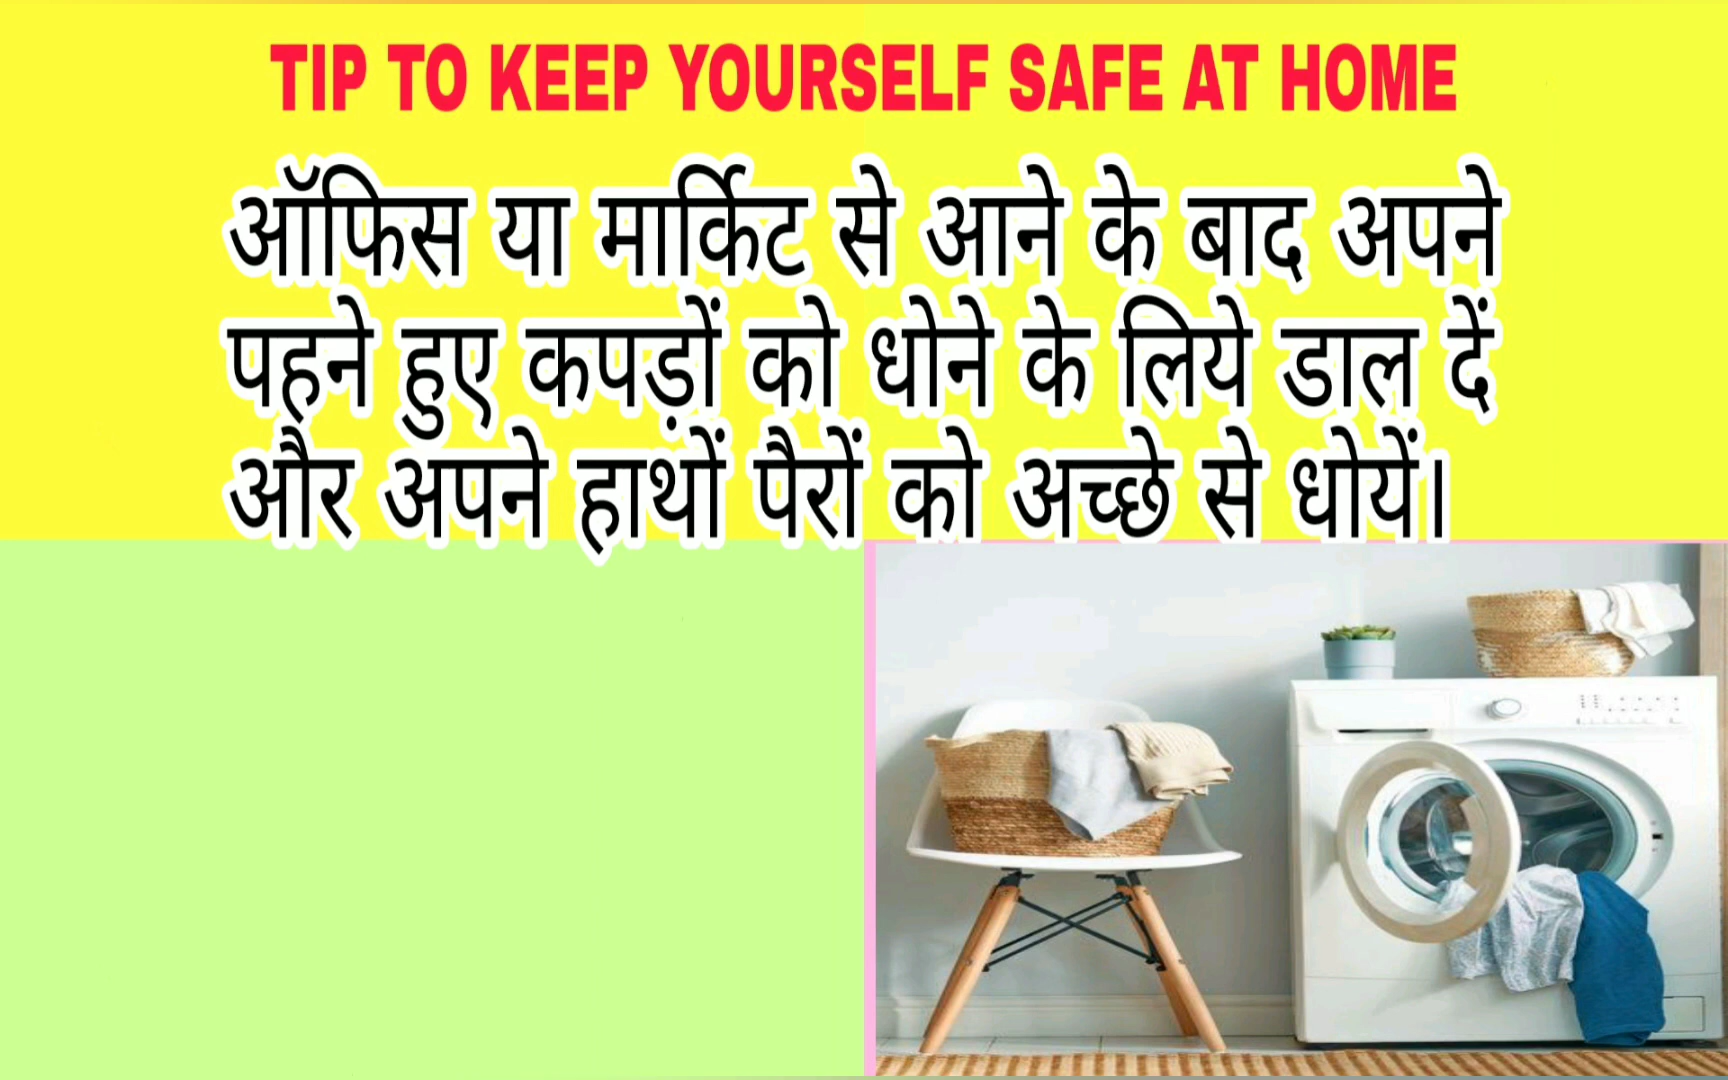 TIP TO KEEP YOURSELF SAFE AT HOME
ऑफिस या मार्किट से आने के बाद अपने
पहने हुए कपड़ों को धोने के लिये डाल दें
और अपने हाथों पैरों को अच्छे से धोयें।